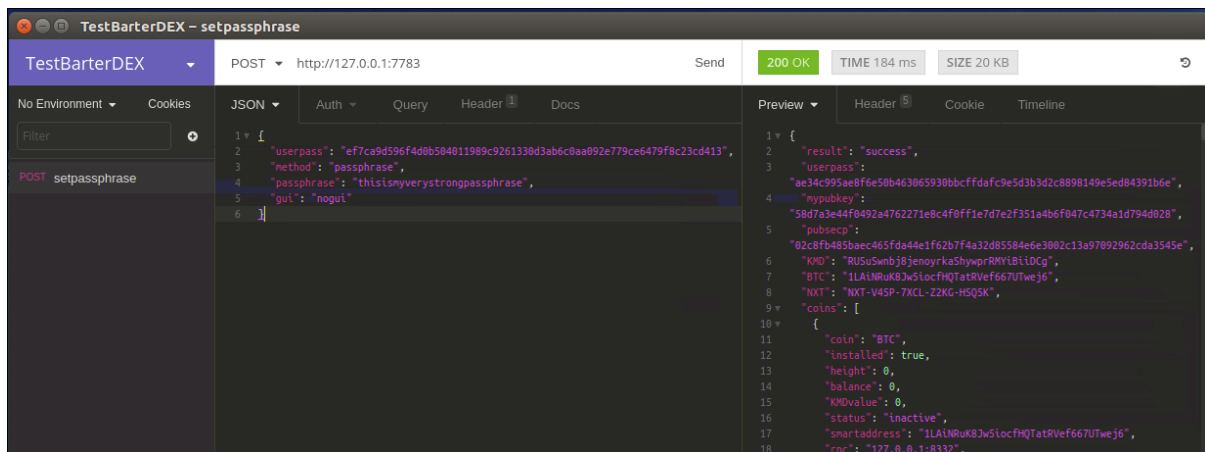 TestBarterDEX – setpassphrase
TestBarterDEX
POST http://127.0.0.1:7783 Send
200 OK TIME 184 ms SIZE 20 KB
No Environment Cookies
Filter
POST setpassphrase
JSON Auth Query Header 1 Docs
1 {
2 "userpass": "ef7ca9d596f4d0b504011989c9261330d3ab6c0aa092e779ce6479f8c23cd413",
3 "method": "passphrase",
4 "passphrase": "thisismyverystrongpassphrase",
5 "gui": "nogui"
6 }
Preview Header 5 Cookie Timeline
1 {
2 "result": "success",
3 "userpass":
"ae34c995ae8f6e50b463065930bbcffdafc9e5d3b3d2c8898149e5ed84391b6e",
4 "mypubkey":
"58d7a3e44f0492a4762271e8c4f0ff1e7d7e2f351a4b6f047c4734a1d794d028",
5 "pubsecp":
"02c8fb485baec465fda44e1f62b7f4a32d85584e6e3002c13a97092962cda3545e",
6 "KMD": "RUSuSwnbj8jenoyrkaShywprRMYiBiiDCg",
7 "BTC": "1LAiNRuK8Jw5iocfHQTatRVef667UTwej6",
8 "NXT": "NXT-V45P-7XCL-Z2KG-HSQSK",
9 "coins": [
10 {
11 "coin": "BTC",
12 "installed": true,
13 "height": 0,
14 "balance": 0,
15 "KMDvalue": 0,
16 "status": "inactive",
17 "smartaddress": "1LAiNRuK8Jw5iocfHQTatRVef667UTwej6",
18 "rpc": "127.0.0.1:8332",